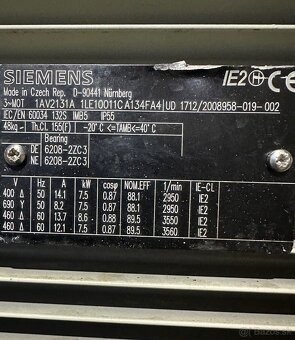 SIEMENS IE2
Made in Czech Rep. D-90441 Nürnberg
3-MOT 1AV2131A 1LE10011CA134FA4 UD 1712/2008958-019-002
IEC/EN 60034 132S IMB5 IP55
48kg Th.CL 155(F) -20°C <=TAMB<=40°C
Bearing
DE 6208-2ZC3
NE 6208-2ZC3
V Hz A kW cosφ NOM.EFF 1/min IE-CL
400 Δ 50 14.1 7.5 0.87 88.1 2950 IE2
690 Y 50 8.2 7.5 0.87 88.1 2950 IE2
460 Δ 60 13.7 8.6 0.88 89.5 3550 IE2
460 Δ 60 12.1 7.5 0.87 89.5 3560 IE2